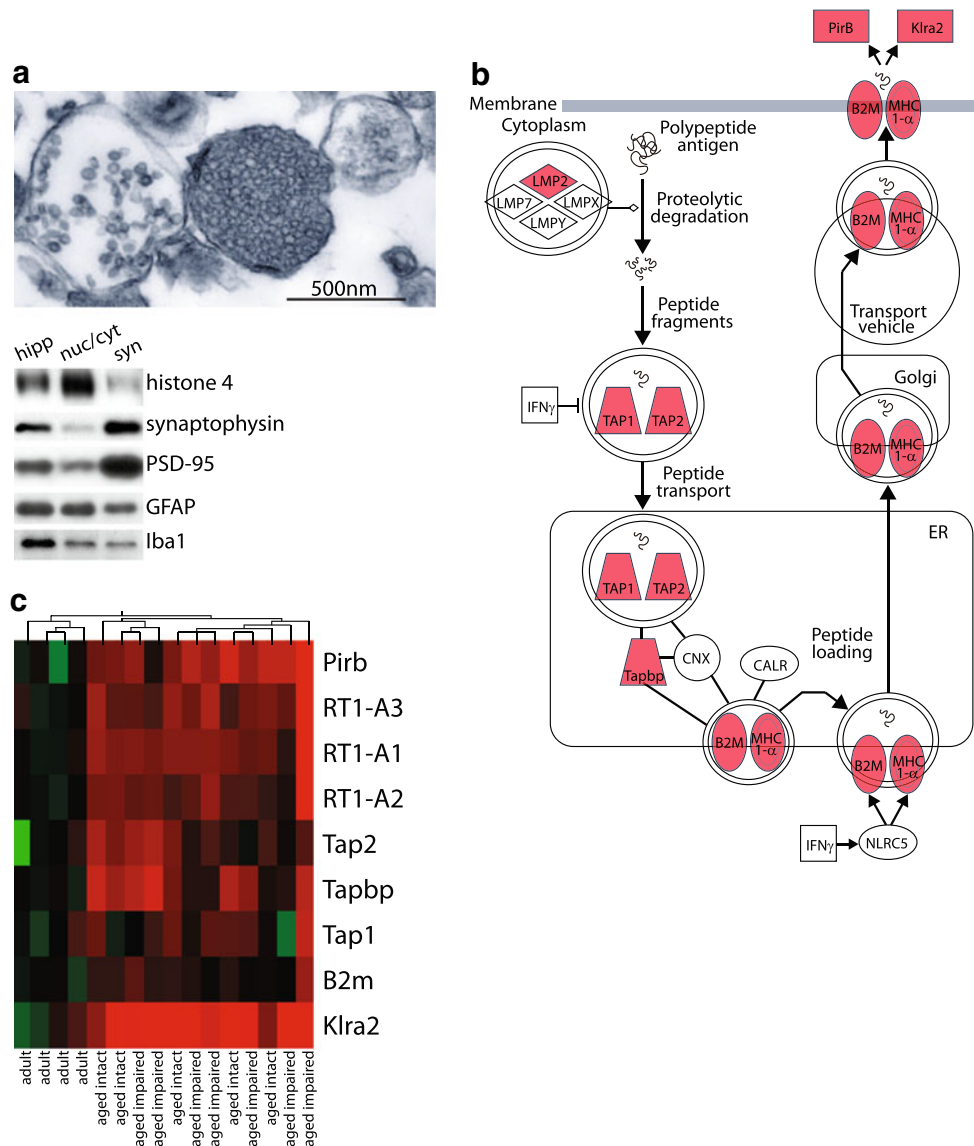 a
500nm
hipp nuc/cyt syn
histone 4
synaptophysin
PSD-95
GFAP
Iba1
b
PirB
Klra2
Membrane
B2M
MHC
1-α
Cytoplasm
Polypeptide
antigen
LMP2
LMP7
LMPX
LMPY
Proteolytic
degradation
B2M
MHC
1-α
Transport
vehicle
Peptide
fragments
Golgi
IFNγ
TAP1
TAP2
B2M
MHC
1-α
Peptide
transport
ER
TAP1
TAP2
Tapbp
CNX
CALR
Peptide
loading
B2M
MHC
1-α
B2M
MHC
1-α
IFNγ
NLRC5
c
Pirb
RT1-A3
RT1-A1
RT1-A2
Tap2
Tapbp
Tap1
B2m
Klra2
adult
adult
adult
adult
aged intact
aged intact
aged impaired
aged impaired
aged intact
aged impaired
aged impaired
aged intact
aged impaired
aged intact
aged impaired
aged impaired